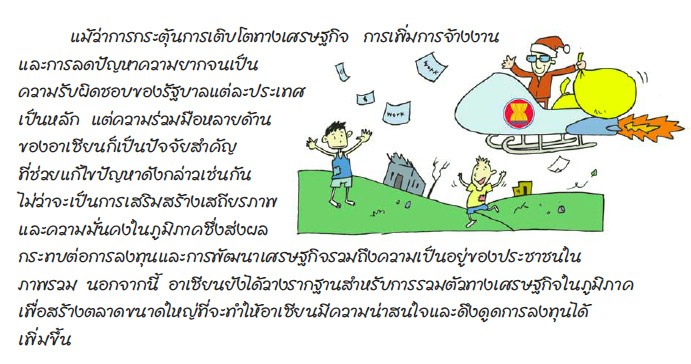 แม้ว่าการกระตุ้นการเติบโตทางเศรษฐกิจ การเพิ่มการจ้างงาน
และการลดปัญหาความยากจนเป็น
ความรับผิดชอบของรัฐบาลแต่ละประเทศ
เป็นหลัก แต่ความร่วมมือหลายด้าน
ของอาเซียนก็เป็นปัจจัยสำคัญ
ที่ช่วยแก้ไขปัญหาดังกล่าวเช่นกัน
ไม่ว่าจะเป็นการเสริมสร้างเสถียรภาพ
และความมั่นคงในภูมิภาคซึ่งส่งผล
กระทบต่อการลงทุนและการพัฒนาเศรษฐกิจรวมถึงความเป็นอยู่ของประชาชนใน
ภาพรวม นอกจากนี้ อาเซียนยังได้วางรากฐานสำหรับการรวมตัวทางเศรษฐกิจในภูมิภาค
เพื่อสร้างตลาดขนาดใหญ่ที่จะทำให้อาเซียนมีความน่าสนใจและดึงดูดการลงทุนได้
เพิ่มขึ้น
Work
$
Work